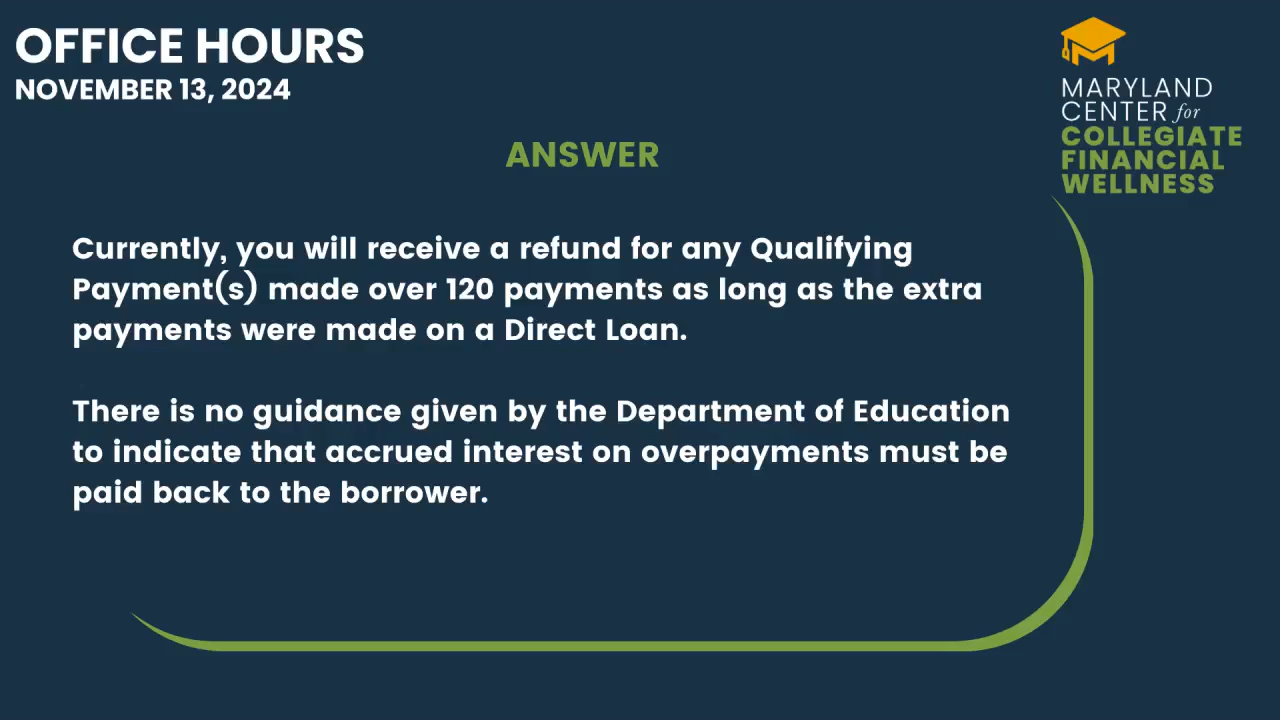 OFFICE HOURS
NOVEMBER 13, 2024
MARYLAND
CENTER for
COLLEGIATE
FINANCIAL
WELLNESS
ANSWER
Currently, you will receive a refund for any Qualifying
Payment(s) made over 120 payments as long as the extra
payments were made on a Direct Loan.
There is no guidance given by the Department of Education
to indicate that accrued interest on overpayments must be
paid back to the borrower.